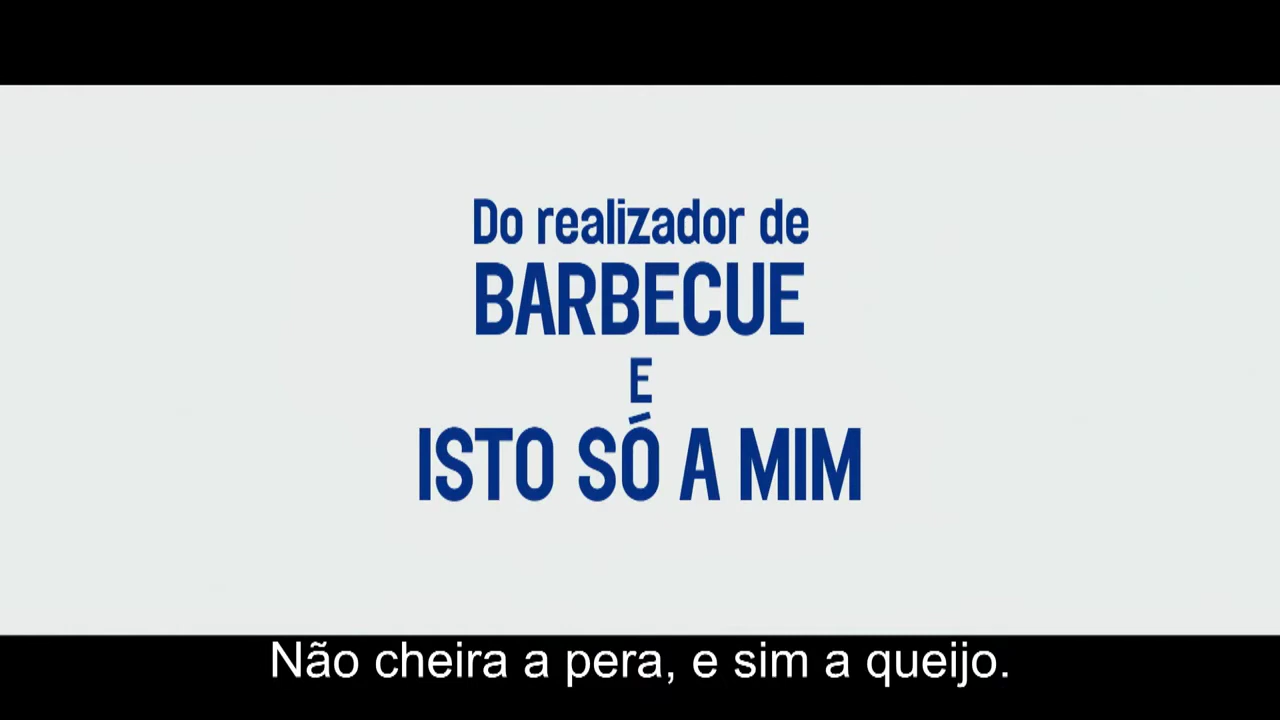 Do realizador de
BARBECUE
E
ISTO SÓ A MIM
Não cheira a pera, e sim a queijo.